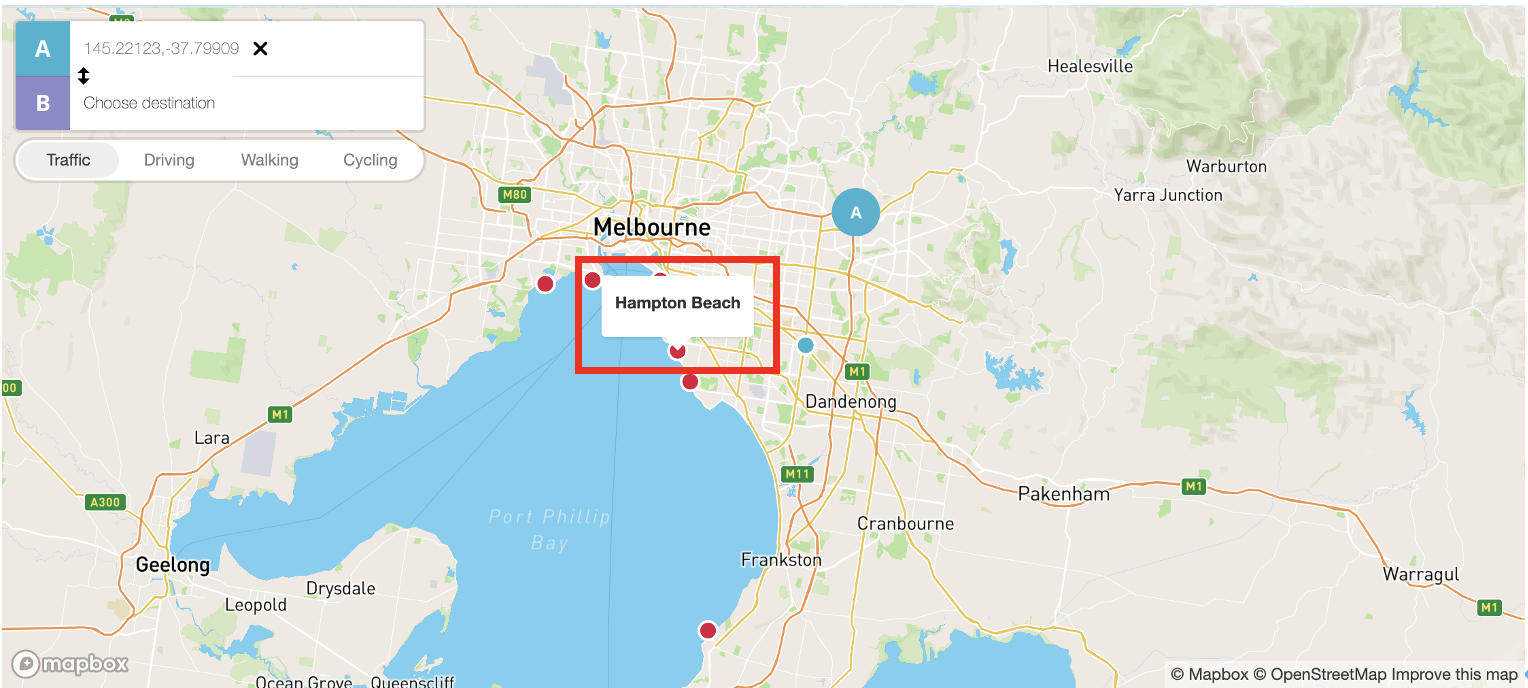 A
145.22123,-37.79909
B
Choose destination
Traffic
Driving
Walking
Cycling
Healesville
Warburton
Yarra Junction
M80
A
Melbourne
Hampton Beach
M1
00
Dandenong
M1
Lara
M11
Pakenham
M1
A300
Port Phillip
Bay
Cranbourne
Geelong
Frankston
Drysdale
Warragul
Leopold
M1
mapbox
© Mapbox © OpenStreetMap Improve this map
Ocean Grove
Queenscliff